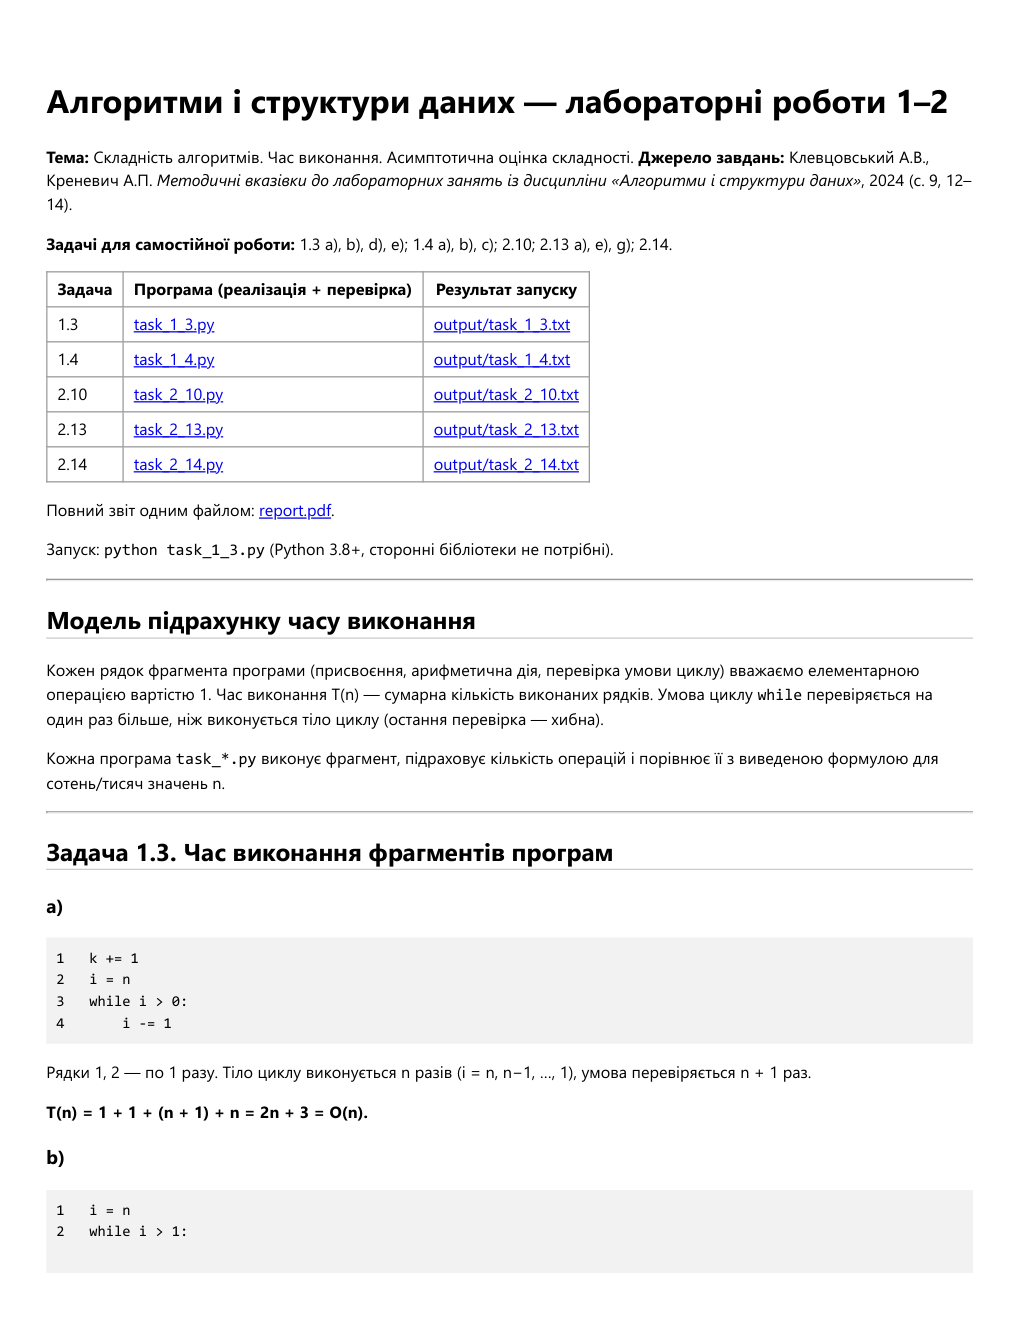 Алгоритми і структури даних — лабораторні роботи 1–2
Тема: Складність алгоритмів. Час виконання. Асимптотична оцінка складності. Джерело завдань: Клевцовський А.В.,
Креневич А.П. Методичні вказівки до лабораторних занять із дисципліни «Алгоритми і структури даних», 2024 (с. 9, 12–
14).
Задачі для самостійної роботи: 1.3 a), b), d), e); 1.4 a), b), c); 2.10; 2.13 a), e), g); 2.14.
Задача Програма (реалізація + перевірка) Результат запуску
1.3 task_1_3.py output/task_1_3.txt
1.4 task_1_4.py output/task_1_4.txt
2.10 task_2_10.py output/task_2_10.txt
2.13 task_2_13.py output/task_2_13.txt
2.14 task_2_14.py output/task_2_14.txt
Повний звіт одним файлом: report.pdf.
Запуск: python task_1_3.py (Python 3.8+, сторонні бібліотеки не потрібні).
Модель підрахунку часу виконання
Кожен рядок фрагмента програми (присвоєння, арифметична дія, перевірка умови циклу) вважаємо елементарною
операцією вартістю 1. Час виконання T(n) — сумарна кількість виконаних рядків. Умова циклу while перевіряється на
один раз більше, ніж виконується тіло циклу (остання перевірка — хибна).
Кожна програма task_*.py виконує фрагмент, підраховує кількість операцій і порівнює її з виведеною формулою для
сотень/тисяч значень n.
Задача 1.3. Час виконання фрагментів програм
a)
1 k += 1
2 i = n
3 while i > 0:
4 i -= 1
Рядки 1, 2 — по 1 разу. Тіло циклу виконується n разів (i = n, n−1, …, 1), умова перевіряється n + 1 раз.
T(n) = 1 + 1 + (n + 1) + n = 2n + 3 = O(n).
b)
1 i = n
2 while i > 1: